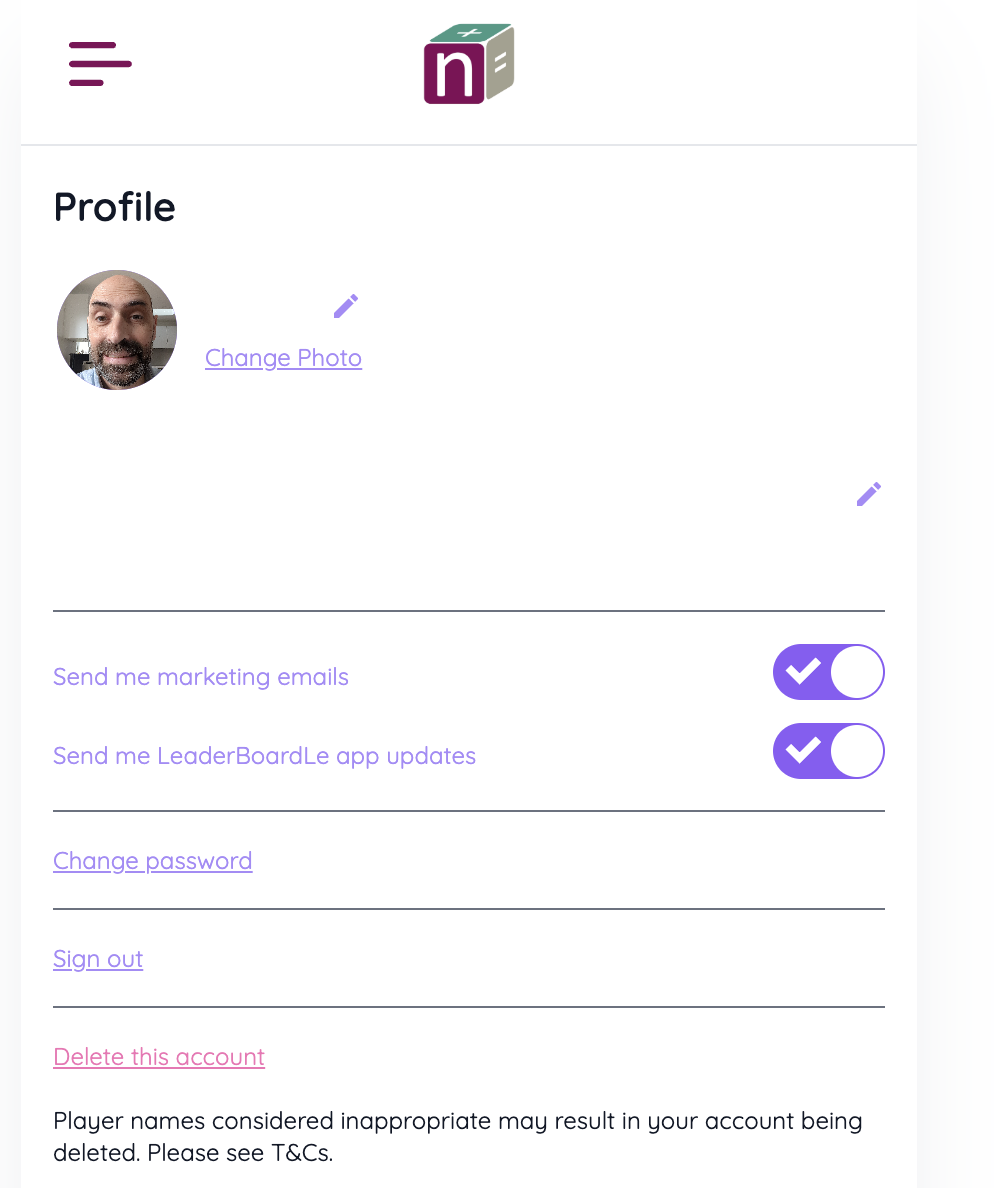 n
Profile
Change Photo
Send me marketing emails
Send me LeaderBoardLe app updates
Change password
Sign out
Delete this account
Player names considered inappropriate may result in your account being
deleted. Please see T&Cs.